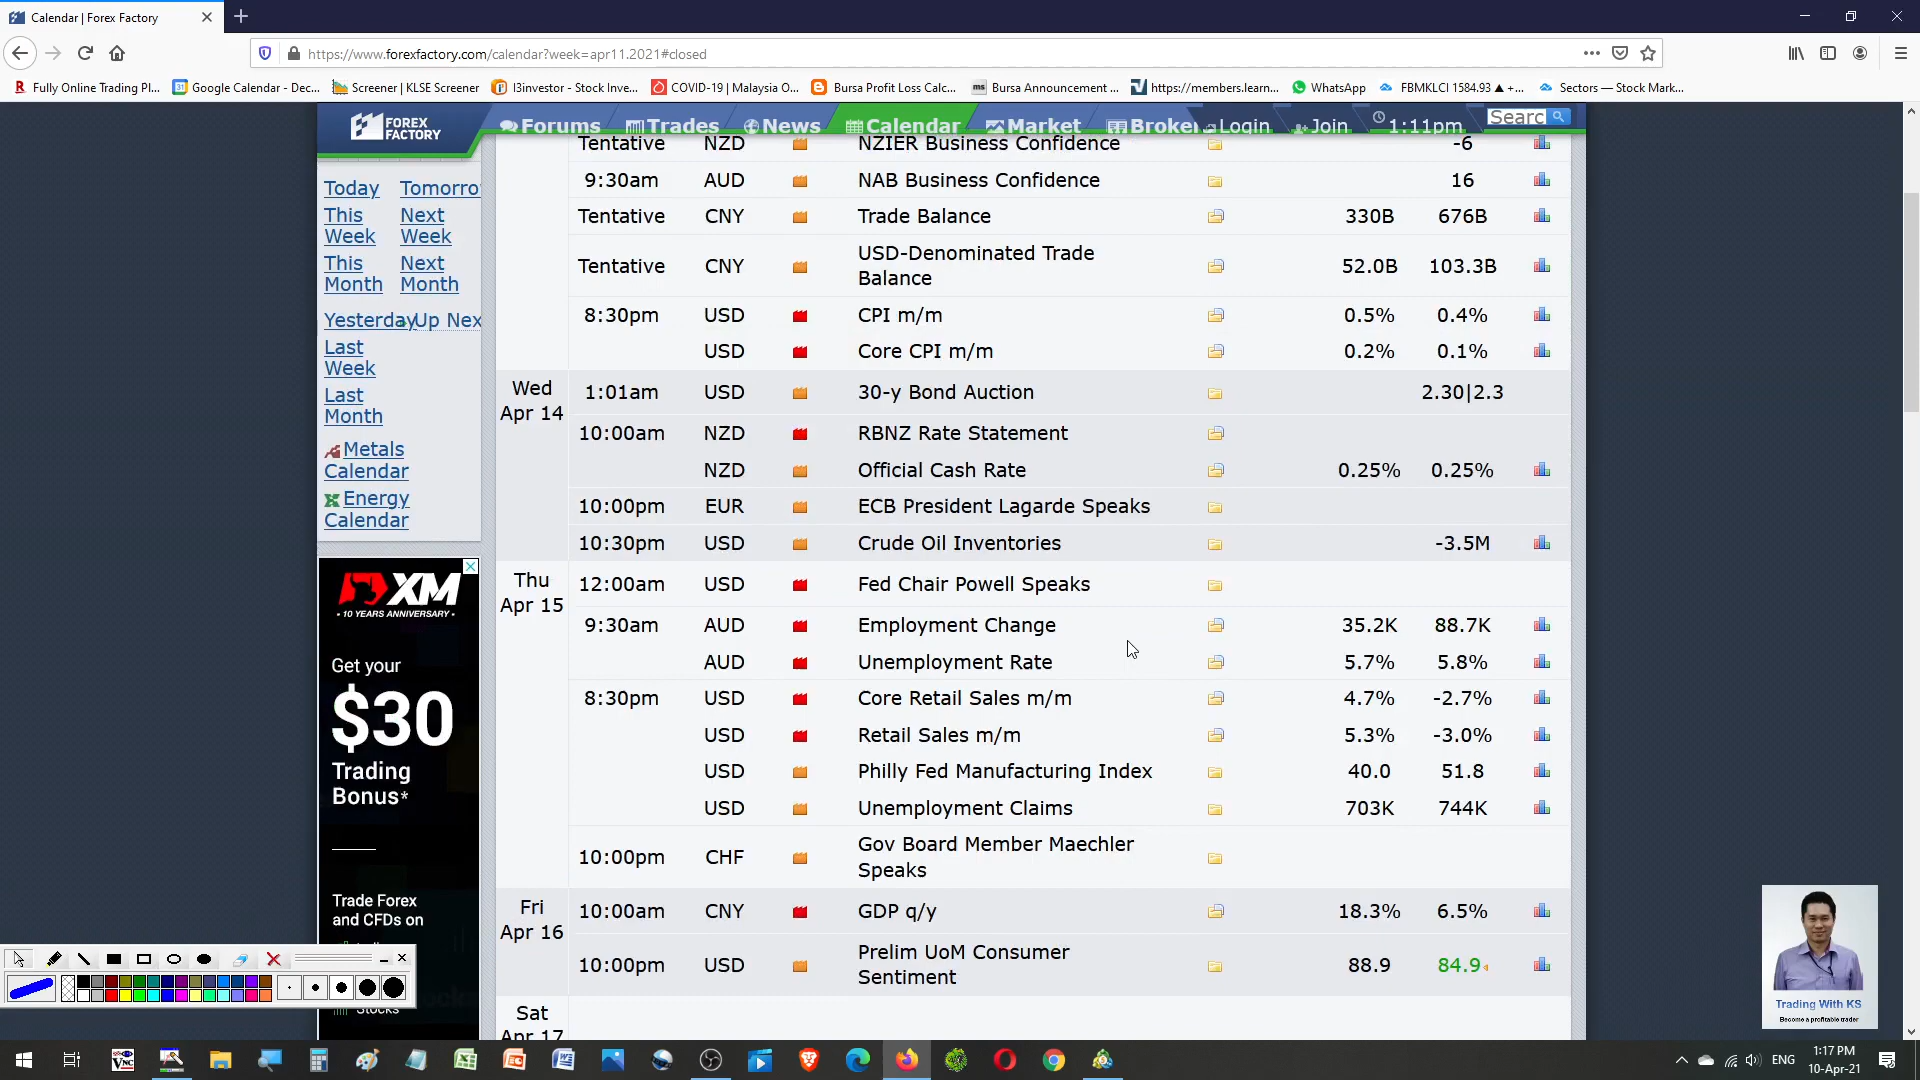 Calendar | Forex Factory
https://www.forexfactory.com/calendar?week=apr11.2021#closed
Fully Online Trading Pl... Google Calendar - Dec... Screener | KLSE Screener I3investor - Stock Inve... COVID-19 | Malaysia O... Bursa Profit Loss Calc... ms Bursa Announcement ... https://members.learn... WhatsApp FBMKLCI 1584.93 ▲ +... Sectors — Stock Mark...
FOREX FACTORY
Forums Trades News Calendar Market Broker Login Join 1:11pm Searc
Today Tomorro
This Week Next Week
This Month Next Month
Yesterday Up Nex
Last Week
Last Month
Metals Calendar
Energy Calendar
XM
10 YEARS ANNIVERSARY
Get your
$30
Trading
Bonus*
Trade Forex
and CFDs on
Stocks
Tentative NZD NZIER Business Confidence -6
9:30am AUD NAB Business Confidence 16
Tentative CNY Trade Balance 330B 676B
Tentative CNY USD-Denominated Trade Balance 52.0B 103.3B
8:30pm USD CPI m/m 0.5% 0.4%
USD Core CPI m/m 0.2% 0.1%
Wed Apr 14 1:01am USD 30-y Bond Auction 2.30|2.3
10:00am NZD RBNZ Rate Statement
NZD Official Cash Rate 0.25% 0.25%
10:00pm EUR ECB President Lagarde Speaks
10:30pm USD Crude Oil Inventories -3.5M
Thu Apr 15 12:00am USD Fed Chair Powell Speaks
9:30am AUD Employment Change 35.2K 88.7K
AUD Unemployment Rate 5.7% 5.8%
8:30pm USD Core Retail Sales m/m 4.7% -2.7%
USD Retail Sales m/m 5.3% -3.0%
USD Philly Fed Manufacturing Index 40.0 51.8
USD Unemployment Claims 703K 744K
10:00pm CHF Gov Board Member Maechler Speaks
Fri Apr 16 10:00am CNY GDP q/y 18.3% 6.5%
10:00pm USD Prelim UoM Consumer Sentiment 88.9 84.9
Sat
Apr 17
Trading With KS
Become a profitable trader
ENG
1:17 PM
10-Apr-21